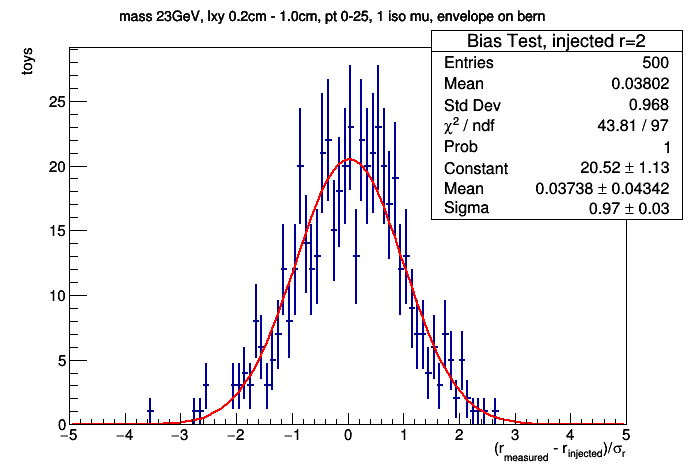 mass 23GeV, lxy 0.2cm - 1.0cm, pt 0-25, 1 iso mu, envelope on bern
Bias Test, injected r=2
Entries 500
Mean 0.03802
Std Dev 0.968
χ² / ndf 43.81 / 97
Prob 1
Constant 20.52 ± 1.13
Mean 0.03738 ± 0.04342
Sigma 0.97 ± 0.03
toys
25
20
15
10
5
0
−5 −4 −3 −2 −1 0 1 2 3 4 5
(r_measured - r_injected)/σ_r